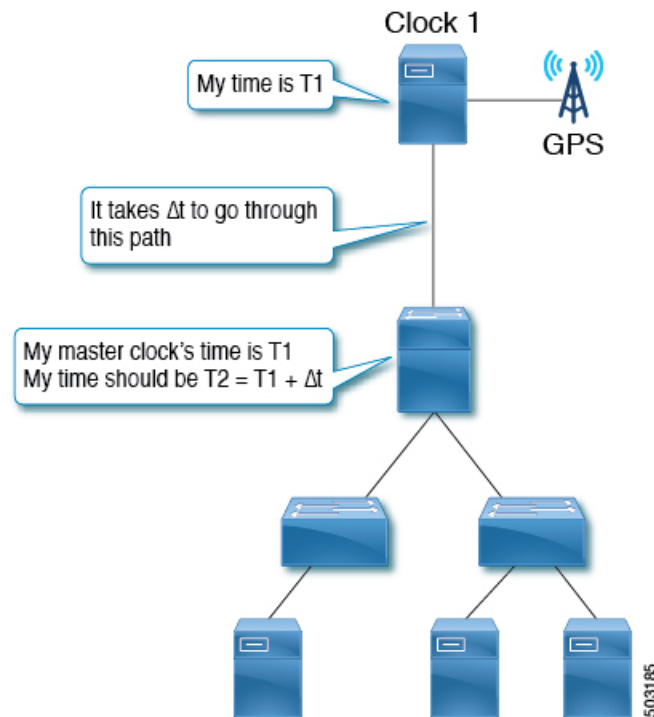 Clock 1
My time is T1
GPS
It takes Δt to go through
this path
My master clock's time is T1
My time should be T2 = T1 + Δt
503185